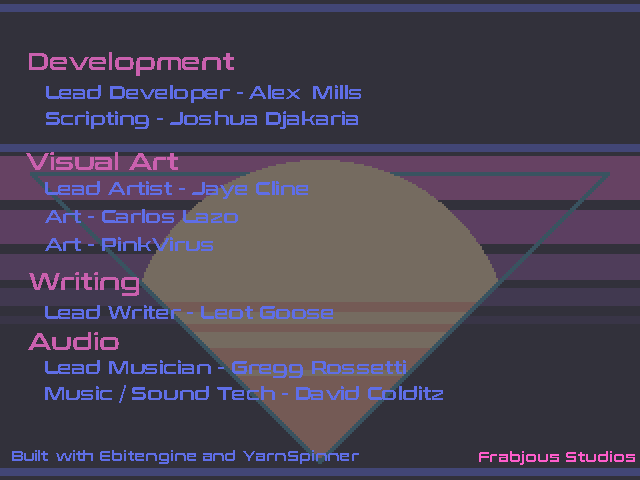 Development
Lead Developer - Alex Mills
Scripting - Joshua Djakaria
Visual Art
Lead Artist - Jaye Cline
Art - Carlos Lazo
Art - PinkVirus
Writing
Lead Writer - Leot Goose
Audio
Lead Musician - Gregg Rossetti
Music / Sound Tech - David Colditz
Built with Ebitengine and YarnSpinner
Frabjous Studios